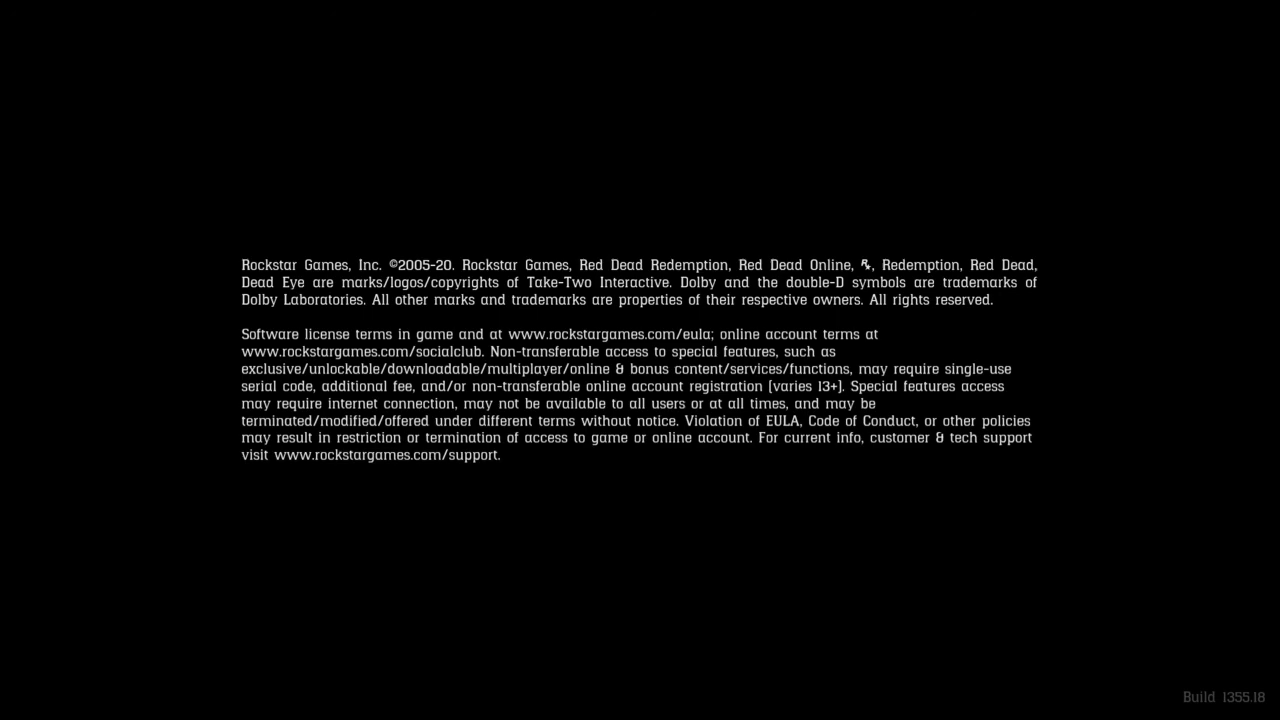 Rockstar Games, Inc. ©2005-20. Rockstar Games, Red Dead Redemption, Red Dead Online, , Redemption, Red Dead,
Dead Eye are marks/logos/copyrights of Take-Two Interactive. Dolby and the double-D symbols are trademarks of
Dolby Laboratories. All other marks and trademarks are properties of their respective owners. All rights reserved.
Software license terms in game and at www.rockstargames.com/eula; online account terms at
www.rockstargames.com/socialclub. Non-transferable access to special features, such as
exclusive/unlockable/downloadable/multiplayer/online & bonus content/services/functions, may require single-use
serial code, additional fee, and/or non-transferable online account registration [varies 13+]. Special features access
may require internet connection, may not be available to all users or at all times, and may be
terminated/modified/offered under different terms without notice. Violation of EULA, Code of Conduct, or other policies
may result in restriction or termination of access to game or online account. For current info, customer & tech support
visit www.rockstargames.com/support.
Build 1355.18